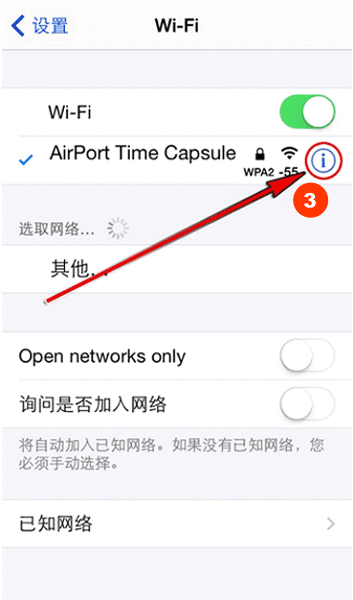 设置
Wi-Fi
Wi-Fi
AirPort Time Capsule
WPA2 -55
3
选取网络...
其他...
Open networks only
询问是否加入网络
将自动加入已知网络。如果没有已知网络，您
必须手动选择。
已知网络